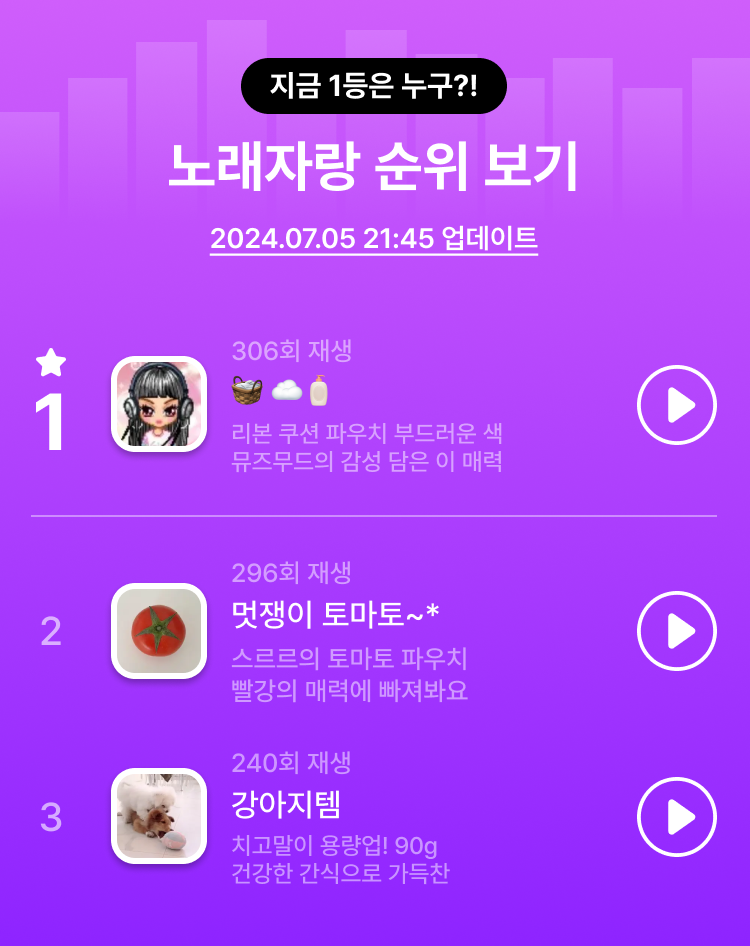 지금 1등은 누구?!
노래자랑 순위 보기
2024.07.05 21:45 업데이트
306회 재생
1
🧺☁️🧴
리본 쿠션 파우치 부드러운 색
뮤즈무드의 감성 담은 이 매력
296회 재생
2
멋쟁이 토마토~*
스르르의 토마토 파우치
빨강의 매력에 빠져봐요
240회 재생
3
강아지템
치고말이 용량업! 90g
건강한 간식으로 가득찬